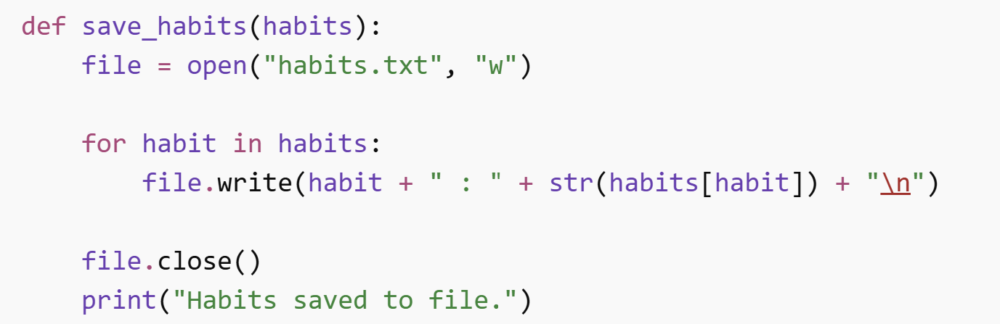 def save_habits(habits):
    file = open("habits.txt", "w")

    for habit in habits:
        file.write(habit + " : " + str(habits[habit]) + "\n")

    file.close()
    print("Habits saved to file.")